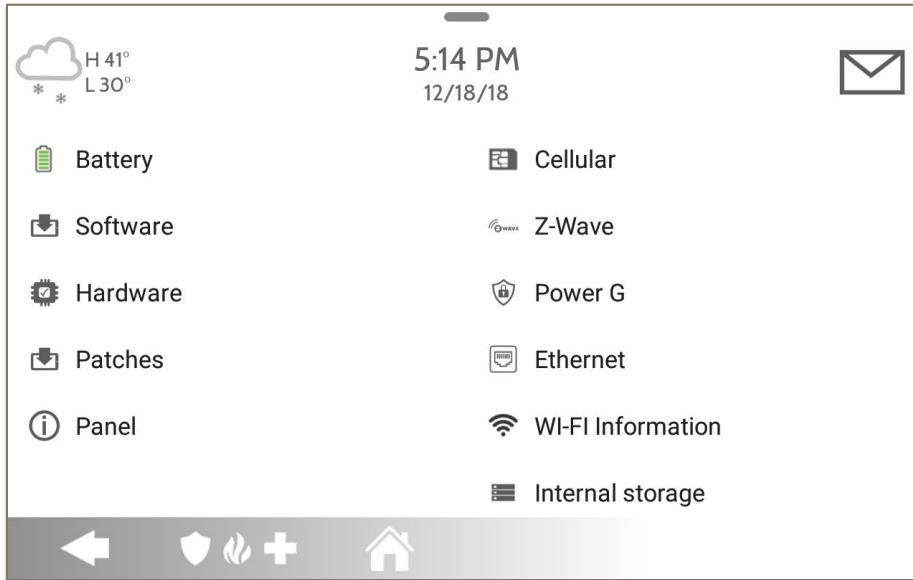 H 41°
L 30°
5:14 PM
12/18/18
Battery
Software
Hardware
Patches
Panel
Cellular
Z-Wave
Power G
Ethernet
WI-FI Information
Internal storage